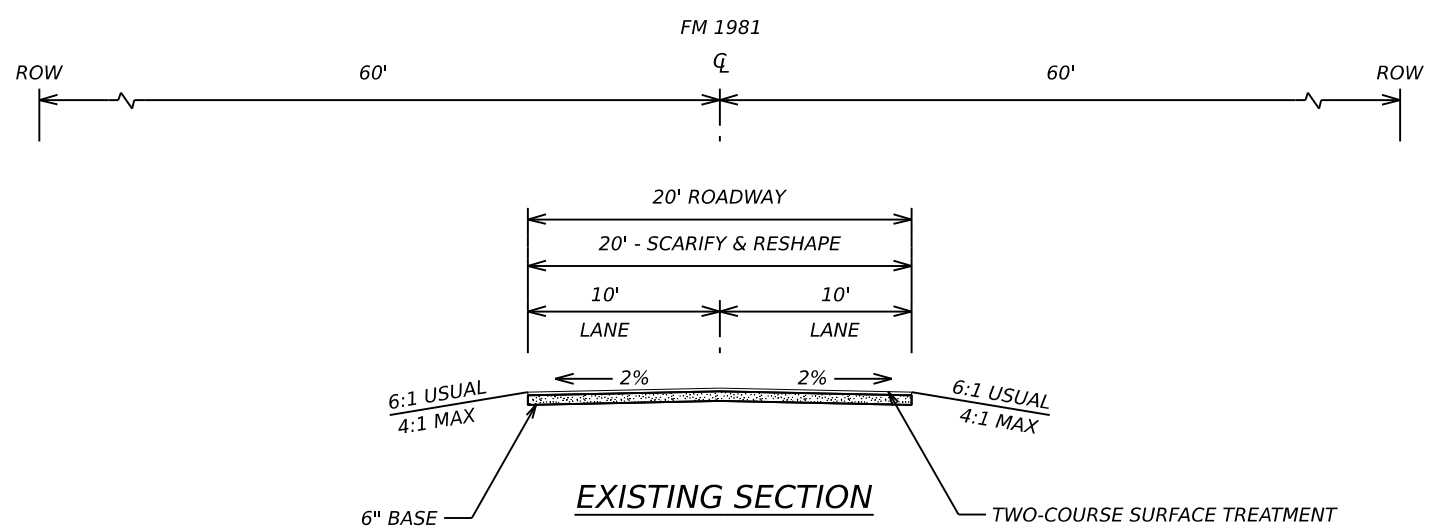 FM 1981
℄
ROW 60' 60' ROW
20' ROADWAY
20' - SCARIFY & RESHAPE
10' 10'
LANE LANE
2% 2%
6:1 USUAL 6:1 USUAL
4:1 MAX 4:1 MAX
EXISTING SECTION
6" BASE TWO-COURSE SURFACE TREATMENT